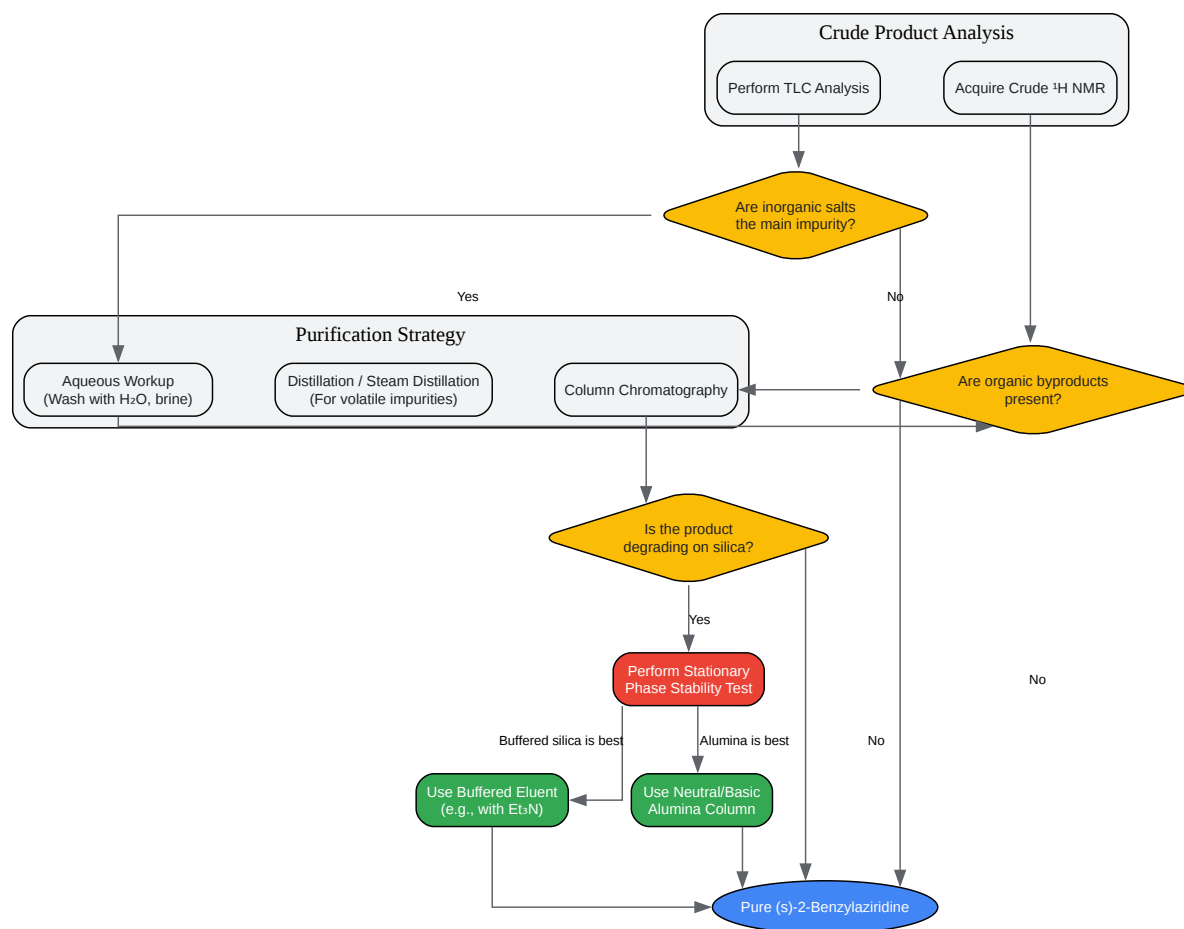 Crude Product Analysis
Perform TLC Analysis
Acquire Crude ¹H NMR
Are inorganic salts
the main impurity?
Yes
No
Purification Strategy
Aqueous Workup
(Wash with H₂O, brine)
Distillation / Steam Distillation
(For volatile impurities)
Column Chromatography
Are organic byproducts
present?
Is the product
degrading on silica?
Yes
Perform Stationary
Phase Stability Test
No
Buffered silica is best
Alumina is best
No
Use Buffered Eluent
(e.g., with Et₃N)
Use Neutral/Basic
Alumina Column
Pure (s)-2-Benzylaziridine